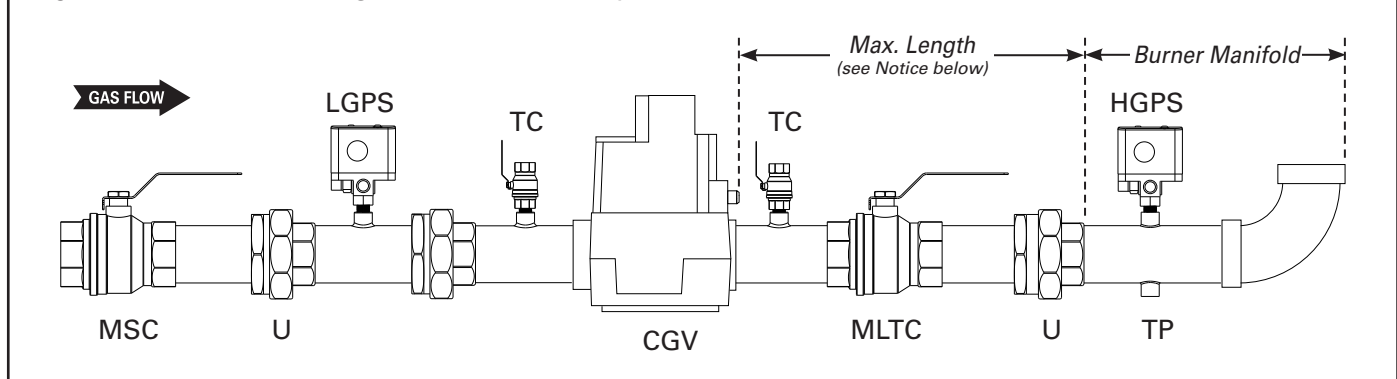 Max. Length
(see Notice below)
Burner Manifold
GAS FLOW
LGPS
TC
TC
HGPS
MSC
U
CGV
MLTC
U
TP